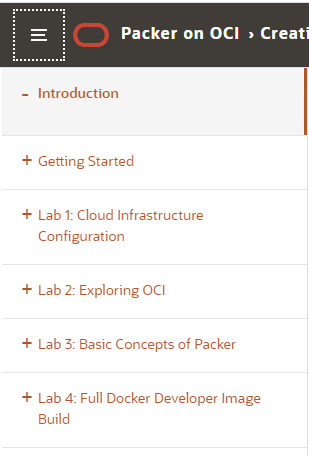 Packer on OCI › Creati
- Introduction
+ Getting Started
+ Lab 1: Cloud Infrastructure
Configuration
+ Lab 2: Exploring OCI
+ Lab 3: Basic Concepts of Packer
+ Lab 4: Full Docker Developer Image
Build